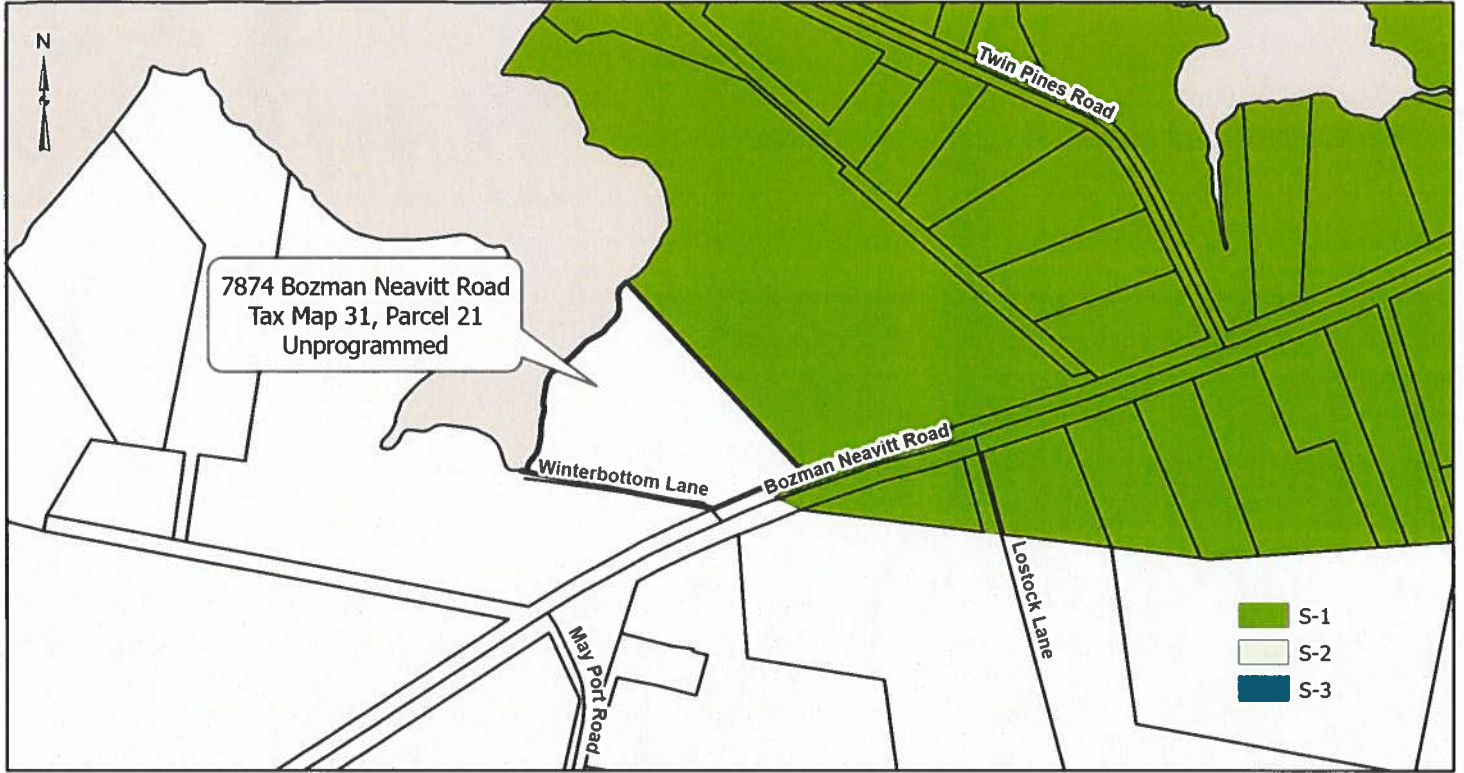 N
Twin Pines Road
7874 Bozman Neavitt Road
Tax Map 31, Parcel 21
Unprogrammed
Bozman Neavitt Road
Winterbottom Lane
Lostock Lane
May Port Road
S-1
S-2
S-3